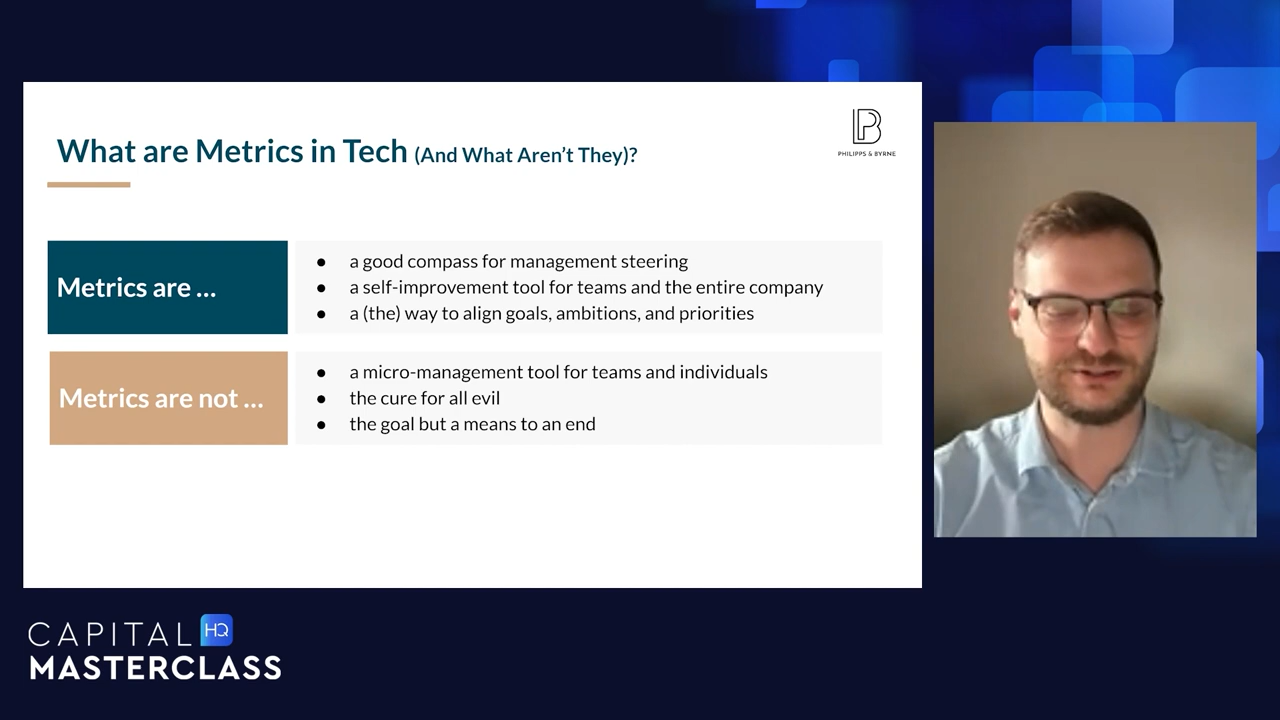 What are Metrics in Tech (And What Aren't They)?
PHILIPPS & BYRNE
Metrics are ...
● a good compass for management steering
● a self-improvement tool for teams and the entire company
● a (the) way to align goals, ambitions, and priorities
Metrics are not ...
● a micro-management tool for teams and individuals
● the cure for all evil
● the goal but a means to an end
CAPITAL HQ
MASTERCLASS